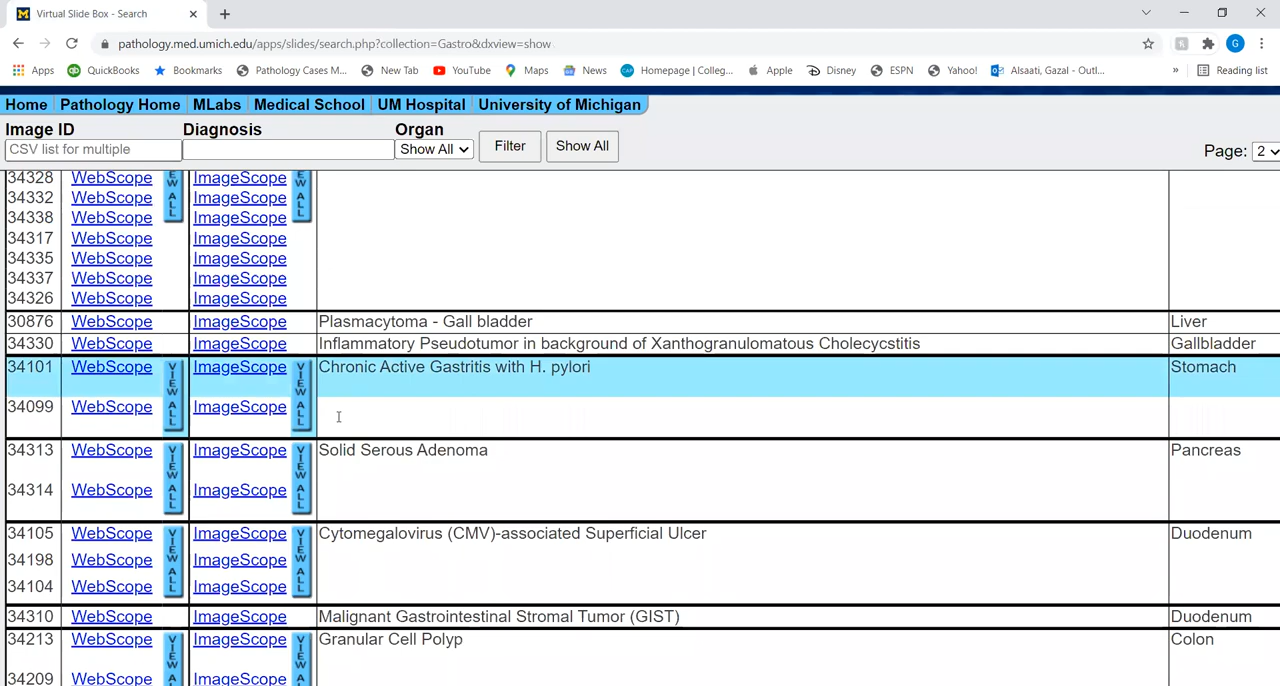 Virtual Slide Box - Search
pathology.med.umich.edu/apps/slides/search.php?collection=Gastro&dxview=show
G
Apps QuickBooks Bookmarks Pathology Cases M... New Tab YouTube Maps News Homepage | Colleg... Apple Disney ESPN Yahoo! Alsaati, Gazal - Outl... » Reading list
Home Pathology Home MLabs Medical School UM Hospital University of Michigan
Image ID Diagnosis Organ
CSV list for multiple Show All Filter Show All Page: 2
34328 WebScope ImageScope
34332 WebScope ImageScope
34338 WebScope ImageScope
34317 WebScope ImageScope
34335 WebScope ImageScope
34337 WebScope ImageScope
34326 WebScope ImageScope
30876 WebScope ImageScope Plasmacytoma - Gall bladder Liver
34330 WebScope ImageScope Inflammatory Pseudotumor in background of Xanthogranulomatous Cholecycstitis Gallbladder
34101 WebScope VIEW ALL ImageScope VIEW ALL Chronic Active Gastritis with H. pylori Stomach
34099 WebScope ImageScope
34313 WebScope VIEW ALL ImageScope VIEW ALL Solid Serous Adenoma Pancreas
34314 WebScope ImageScope
34105 WebScope VIEW ALL ImageScope VIEW ALL Cytomegalovirus (CMV)-associated Superficial Ulcer Duodenum
34198 WebScope ImageScope
34104 WebScope ImageScope
34310 WebScope ImageScope Malignant Gastrointestinal Stromal Tumor (GIST) Duodenum
34213 WebScope ImageScope Granular Cell Polyp Colon
34209 WebScope ImageScope